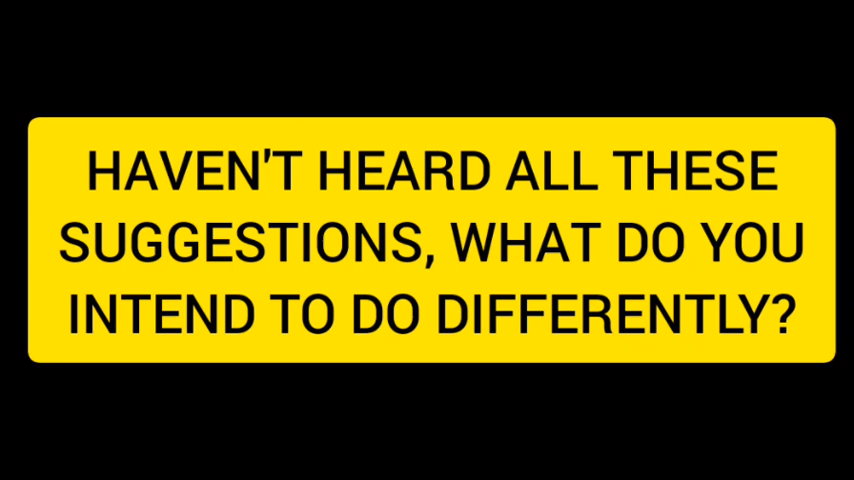 HAVEN'T HEARD ALL THESE
SUGGESTIONS, WHAT DO YOU
INTEND TO DO DIFFERENTLY?